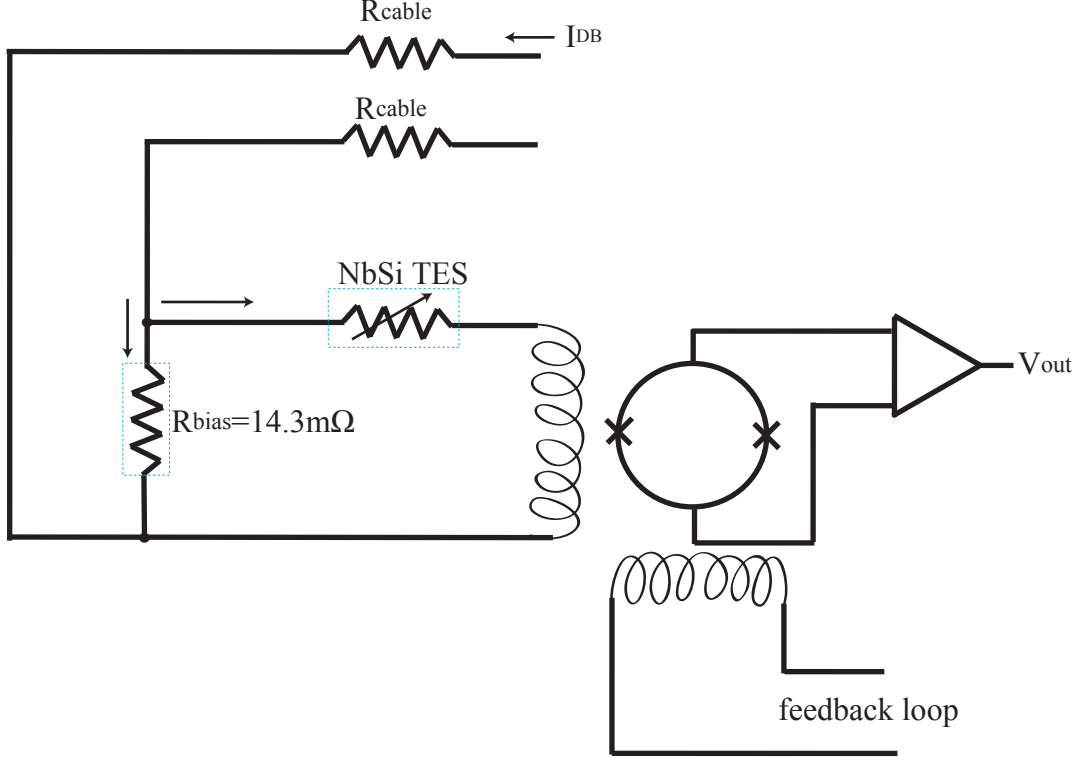 Rcable
IDB
Rcable
NbSi TES
Rbias=14.3mΩ
Vout
feedback loop